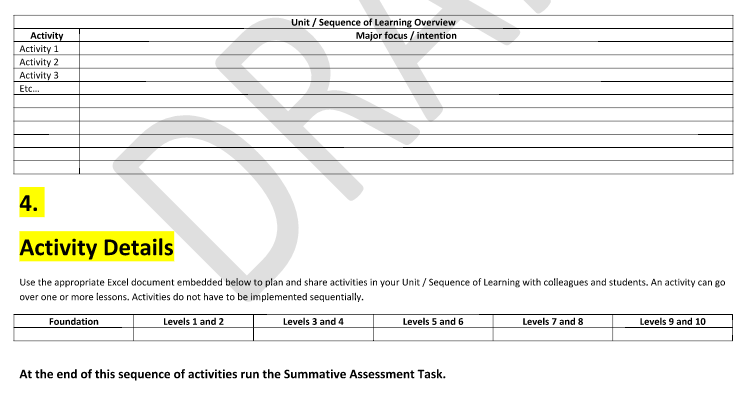 Unit / Sequence of Learning Overview
Activity Major focus / intention
Activity 1
Activity 2
Activity 3
Etc...
4.
Activity Details
Use the appropriate Excel document embedded below to plan and share activities in your Unit / Sequence of Learning with colleagues and students. An activity can go
over one or more lessons. Activities do not have to be implemented sequentially.
Foundation Levels 1 and 2 Levels 3 and 4 Levels 5 and 6 Levels 7 and 8 Levels 9 and 10
At the end of this sequence of activities run the Summative Assessment Task.